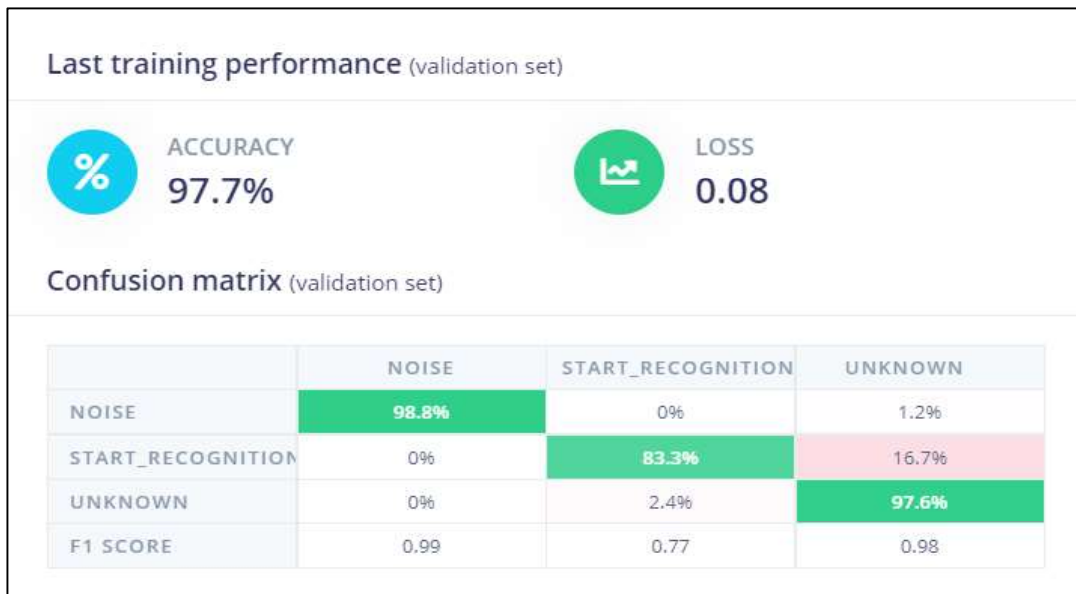 Last training performance (validation set)
% ACCURACY LOSS
97.7% 0.08
Confusion matrix (validation set)
NOISE START_RECOGNITION UNKNOWN
NOISE 98.8% 0% 1.2%
START_RECOGNITION 0% 83.3% 16.7%
UNKNOWN 0% 2.4% 97.6%
F1 SCORE 0.99 0.77 0.98